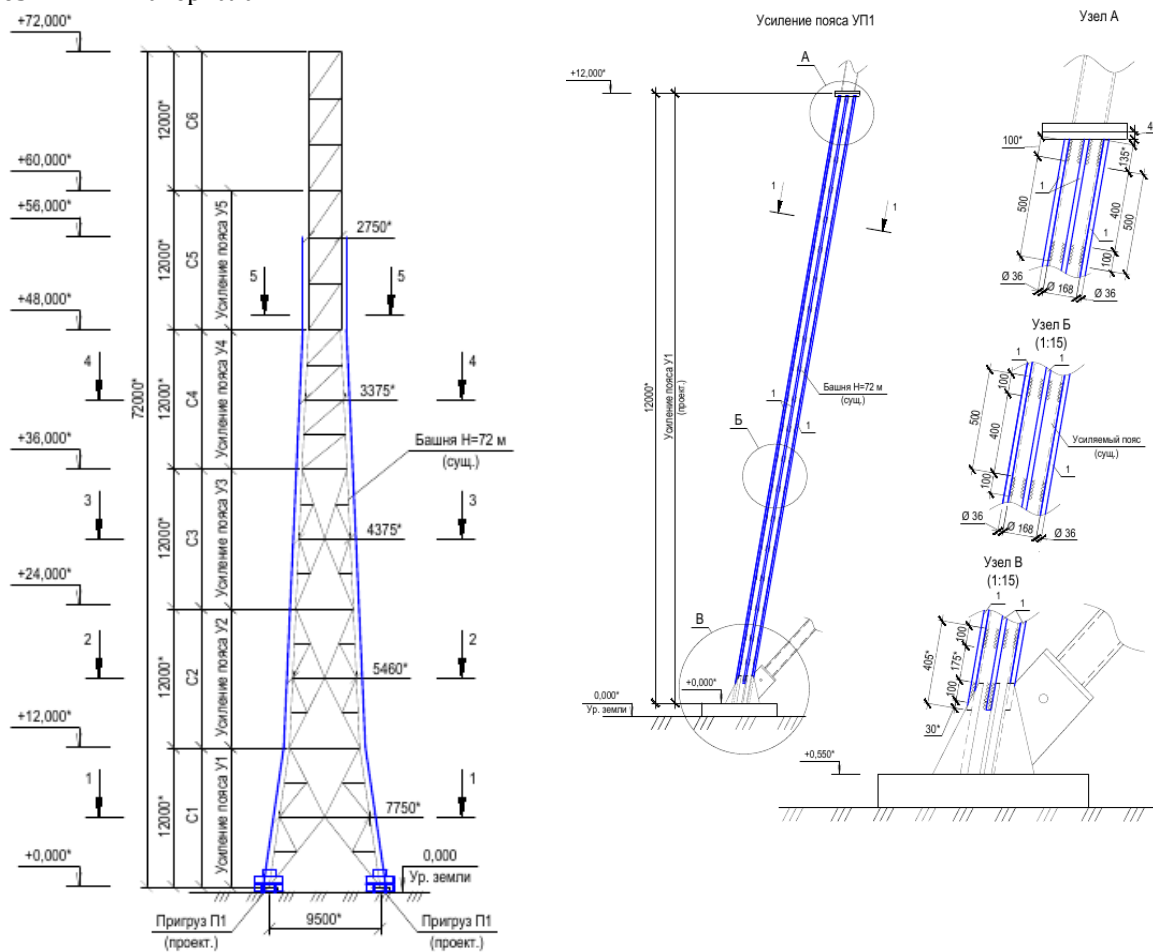 +72,000*
+60,000*
+56,000*
+48,000*
+36,000*
+24,000*
+12,000*
+0,000*
72000*
12000*
С6
12000*
С5
Усиление пояса У5
12000*
С4
Усиление пояса У4
12000*
С3
Усиление пояса У3
12000*
С2
Усиление пояса У2
12000*
С1
Усиление пояса У1
2750*
5
5
4
4
3375*
Башня Н=72 м
(сущ.)
3
3
4375*
2
2
5460*
1
1
7750*
0,000
Ур. земли
Пригруз П1
(проект.)
9500*
Пригруз П1
(проект.)
Усиление пояса УП1
А
+12,000*
1
1
12000*
Усиление пояса У1
(проект.)
Башня Н=72 м
(сущ.)
1
1
Б
В
+0,000*
0,000*
Ур. земли
Узел А
4
100*
135*
1
500
400
500
1
100
Ø 36
Ø 168
Ø 36
Узел Б
(1:15)
1
1
100
500
400
Усиляемый пояс
(сущ.)
1
100
Ø 36
Ø 168
Ø 36
Узел В
(1:15)
1
1
100
405*
175*
100
30*
+0,550*